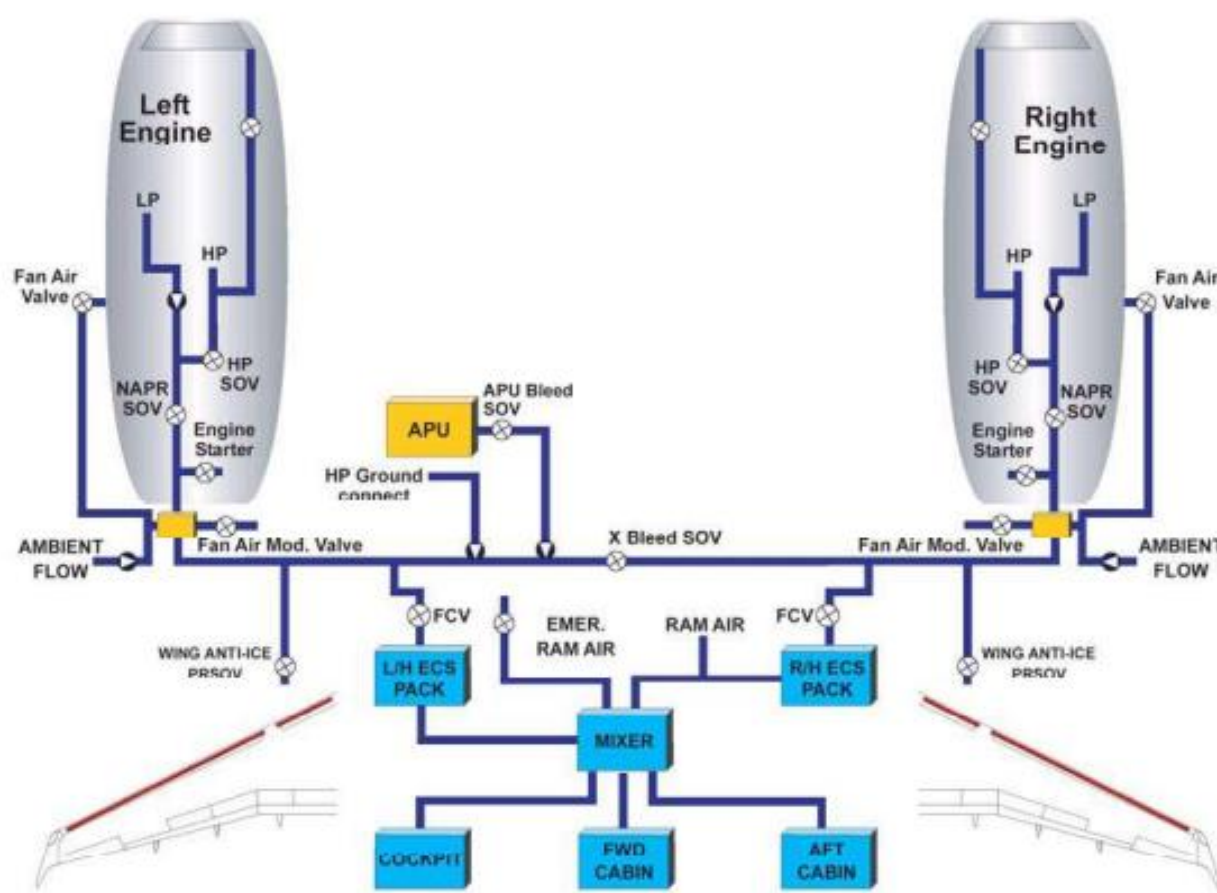 Left
Engine
Right
Engine
LP
LP
HP
HP
Fan Air
Valve
Fan Air
Valve
HP
SOV
HP
SOV
NAPR
SOV
NAPR
SOV
APU Bleed
SOV
APU
Engine
Starter
Engine
Starter
HP Ground
connect
X Bleed SOV
Fan Air Mod. Valve
Fan Air Mod. Valve
AMBIENT
FLOW
AMBIENT
FLOW
FCV
EMER.
RAM AIR
RAM AIR
FCV
WING ANTI-ICE
PRSOV
WING ANTI-ICE
PRSOV
L/H ECS
PACK
R/H ECS
PACK
MIXER
COCKPIT
FWD
CABIN
AFT
CABIN